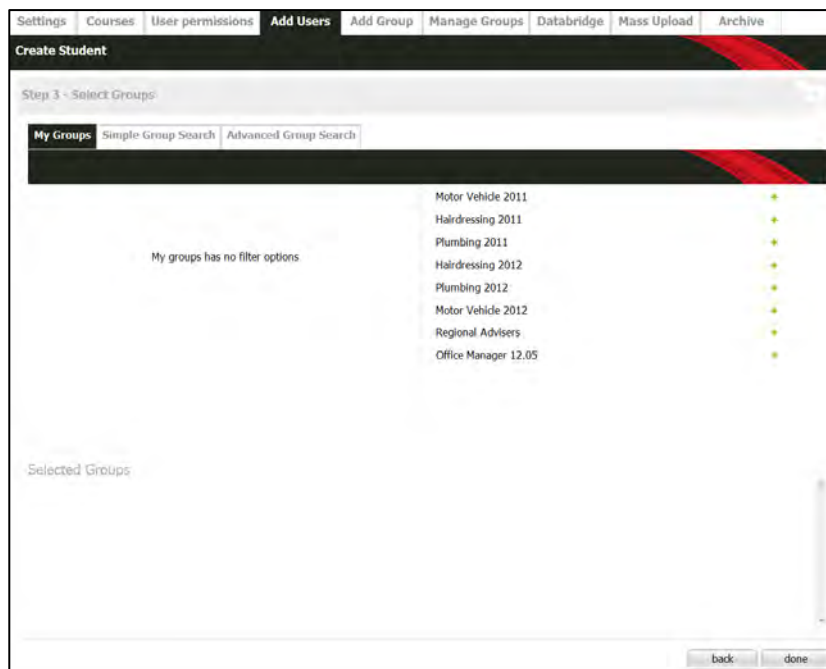 Settings Courses User permissions Add Users Add Group Manage Groups Databridge Mass Upload Archive
Create Student
Step 3 - Select Groups
My Groups Simple Group Search Advanced Group Search
My groups has no filter options
Motor Vehicle 2011
Hairdressing 2011
Plumbing 2011
Hairdressing 2012
Plumbing 2012
Motor Vehicle 2012
Regional Advisers
Office Manager 12.05
Selected Groups
back done